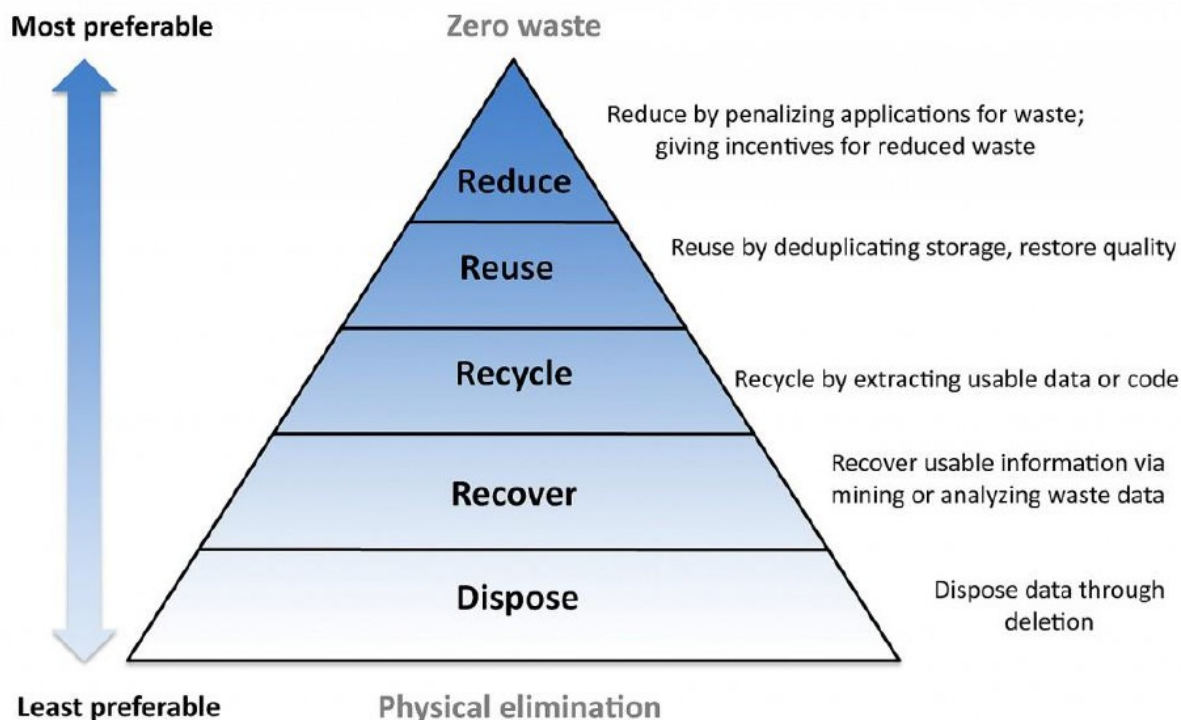 Most preferable
Zero waste
Reduce by penalizing applications for waste;
giving incentives for reduced waste
Reduce
Reuse by deduplicating storage, restore quality
Reuse
Recycle
Recycle by extracting usable data or code
Recover usable information via
mining or analyzing waste data
Recover
Dispose
Dispose data through
deletion
Least preferable
Physical elimination